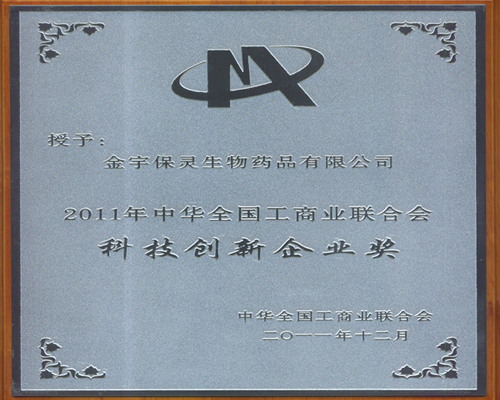 授予：
金宇保灵生物药品有限公司
2011年中华全国工商业联合会
科技创新企业奖
中华全国工商业联合会
二〇一一年十二月